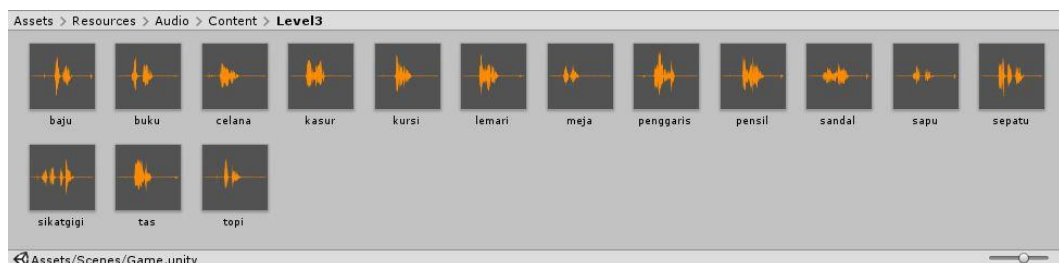 Assets > Resources > Audio > Content > Level3
baju buku celana kasur kursi lemari meja penggaris pensil sandal sapu sepatu
sikatgigi tas topi
Assets/Scenes/Game.unity